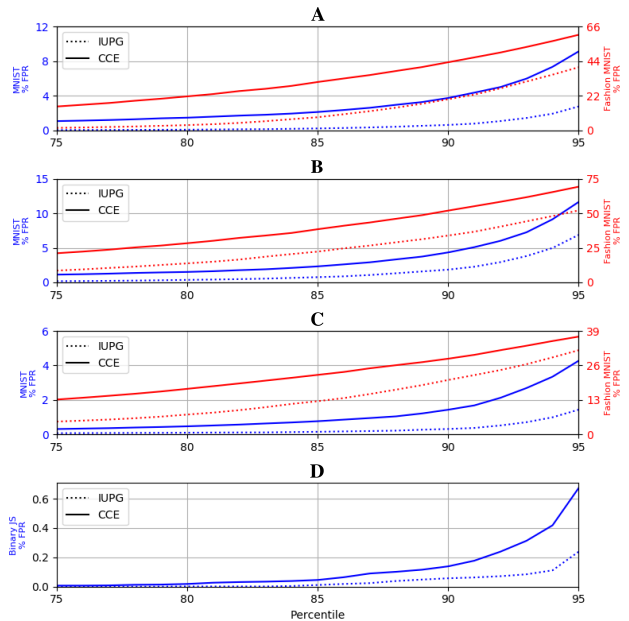 A
12
8
4
0
MNIST
% FPR
IUPG
CCE
66
44
22
0
Fashion MNIST
% FPR
75
80
85
90
95
B
15
10
5
0
MNIST
% FPR
IUPG
CCE
75
50
25
0
Fashion MNIST
% FPR
75
80
85
90
95
C
6
4
2
0
MNIST
% FPR
IUPG
CCE
39
26
13
0
Fashion MNIST
% FPR
75
80
85
90
95
D
0.6
0.4
0.2
0.0
Binary JS
% FPR
IUPG
CCE
75
80
85
90
95
Percentile